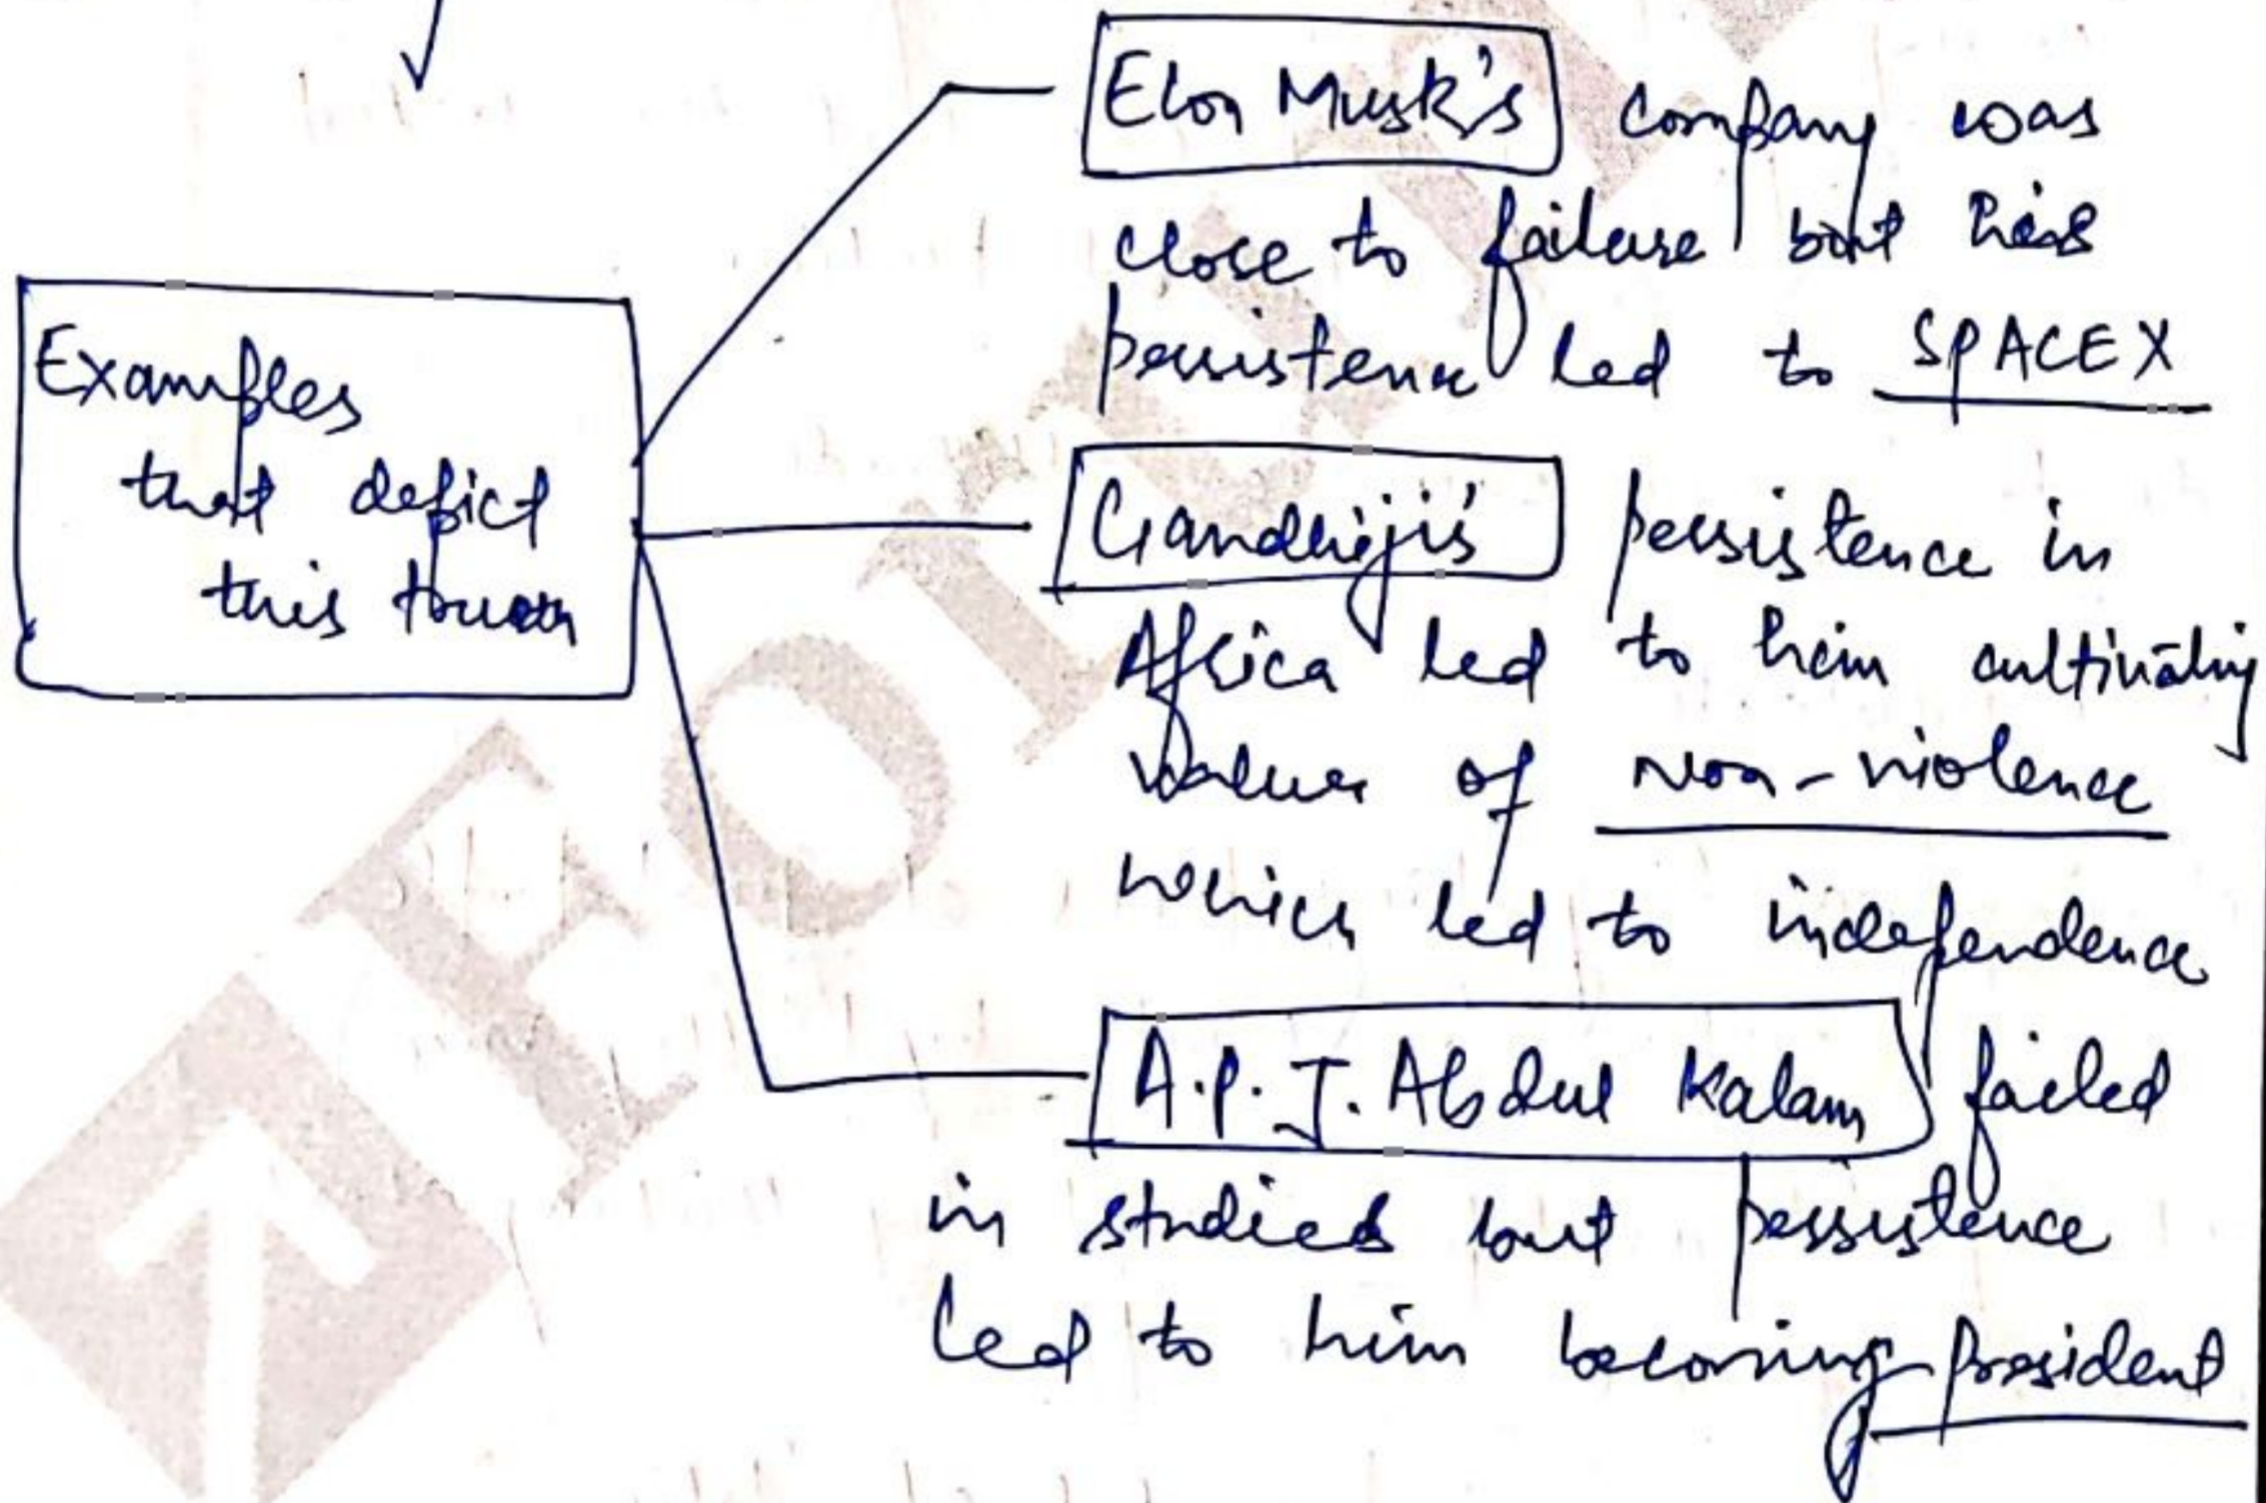 Elon Musk's company was
close to failure but his
persistence led to SPACEX
Examples
that depict
this truth
Gandhiji's persistence in
Africa led to him cultivating
values of non-violence
which led to independence
A.P.J. Abdul Kalam failed
in studies but persistence
led to him becoming president